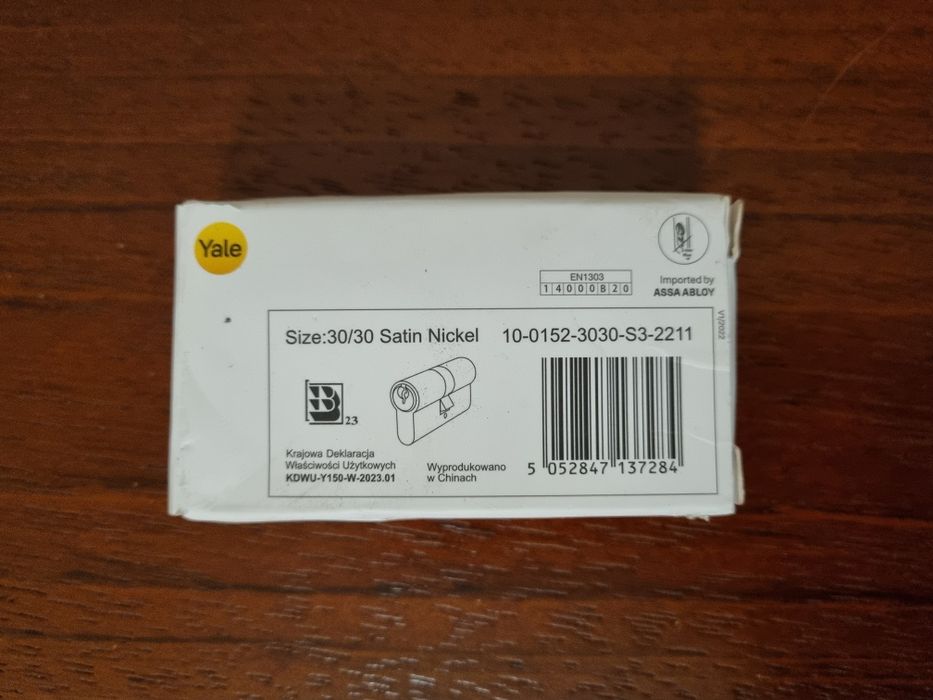 Yale
EN1303
1 4 0 0 0 B 2 0
Imported by
ASSA ABLOY
V1/2022
Size:30/30 Satin Nickel 10-0152-3030-S3-2211
23
Krajowa Deklaracja
Właściwości Użytkowych
KDWU-Y150-W-2023.01
Wyprodukowano
w Chinach
5 052847 137284